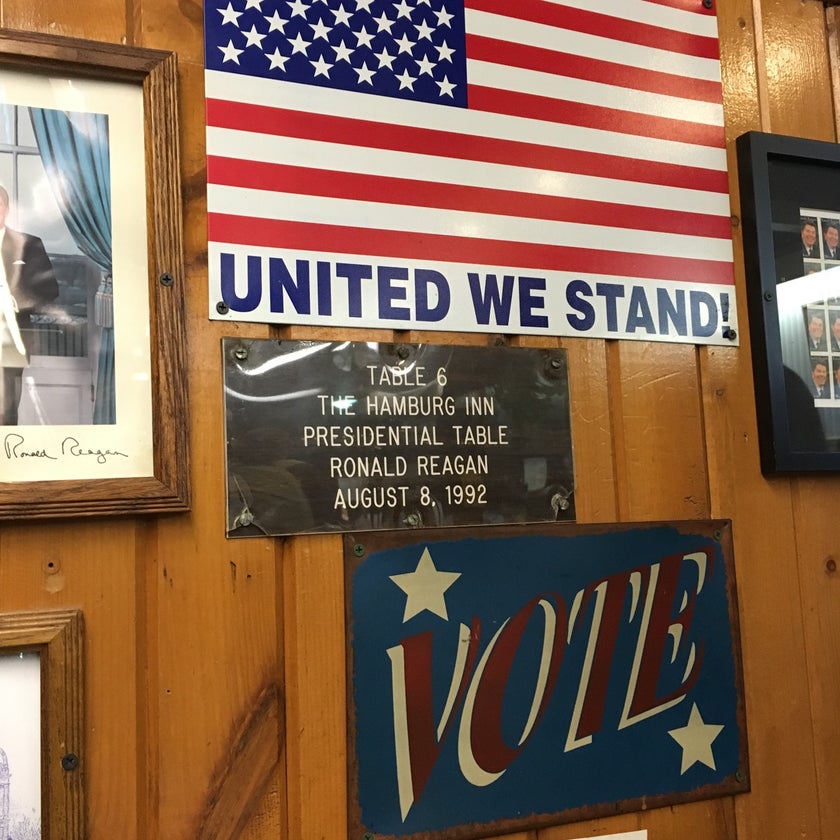 UNITED WE STAND!
TABLE 6
THE HAMBURG INN
PRESIDENTIAL TABLE
RONALD REAGAN
AUGUST 8, 1992
Ronald Reagan
VOTE